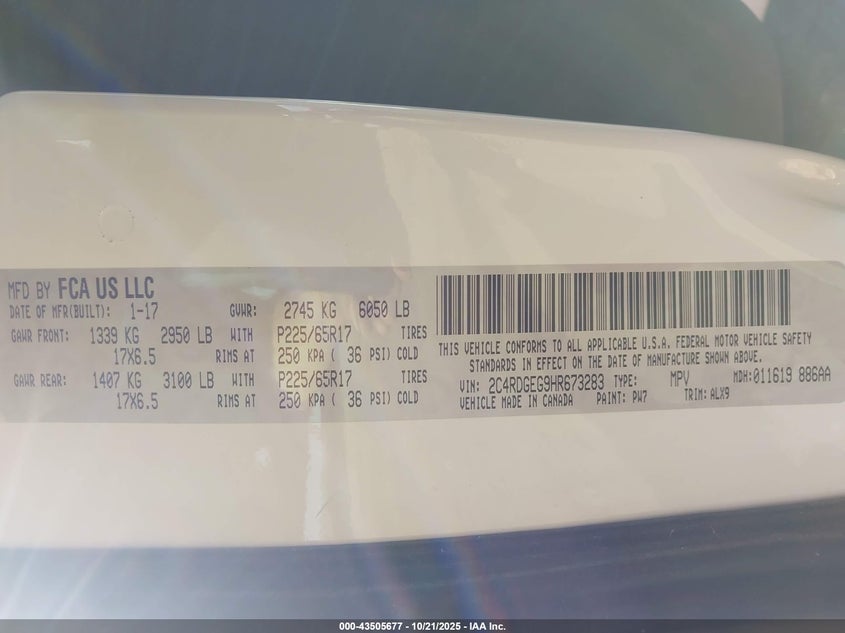 MFD BY FCA US LLC
DATE OF MFR(BUILT): 1-17 GVWR: 2745 KG 6050 LB
GAWR FRONT: 1339 KG 2950 LB WITH P225/65R17 TIRES
17X6.5 RIMS AT 250 KPA ( 36 PSI) COLD
GAWR REAR: 1407 KG 3100 LB WITH P225/65R17 TIRES
17X6.5 RIMS AT 250 KPA ( 36 PSI) COLD
THIS VEHICLE CONFORMS TO ALL APPLICABLE U.S.A. FEDERAL MOTOR VEHICLE SAFETY
STANDARDS IN EFFECT ON THE DATE OF MANUFACTURE SHOWN ABOVE.
VIN: 2C4RDGEG9HR673283 TYPE: MPV MDH:011619 886AA
VEHICLE MADE IN CANADA PAINT: PW7 TRIM: ALX9
000-43505677 - 10/21/2025 - IAA Inc.